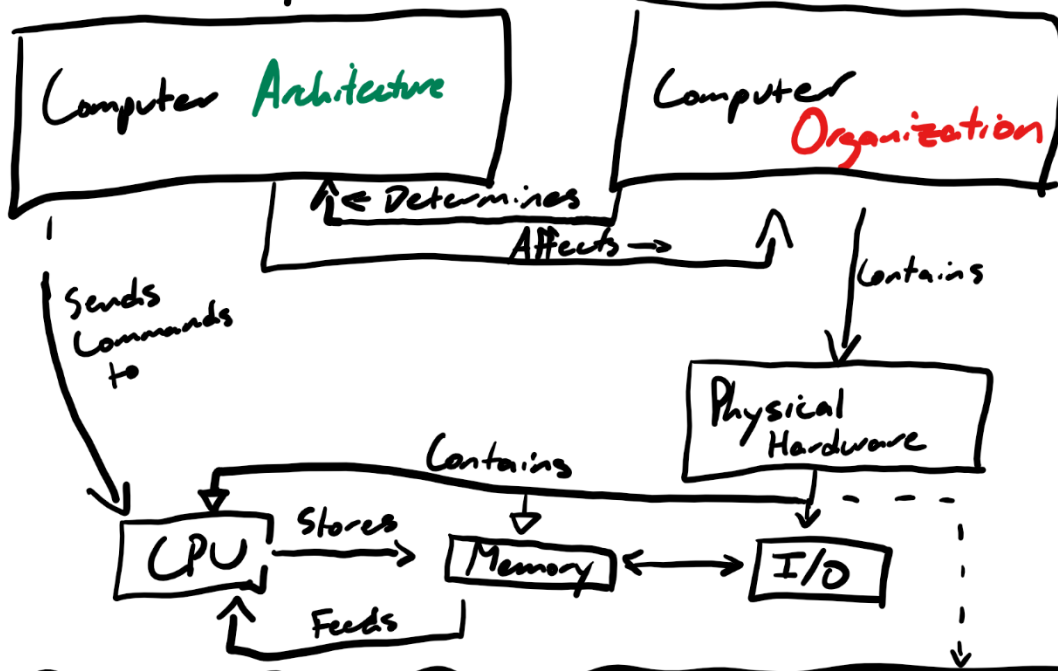 Computer Architecture
Computer
Organization
← Determines
Affects →
Contains
Sends
Commands
to
Physical
Hardware
Contains
CPU
Stores
Memory
I/O
Feeds